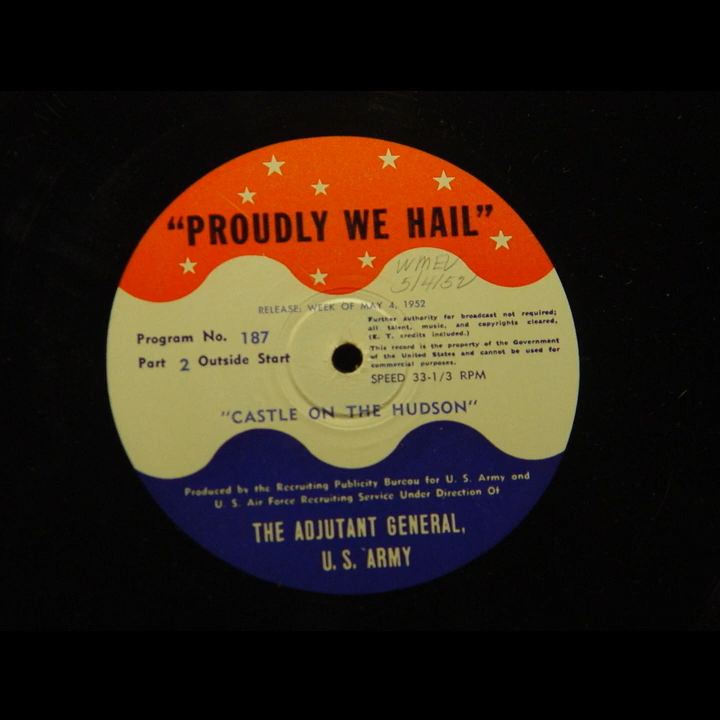 "PROUDLY WE HAIL"
WMEV
5/4/52
RELEASE: WEEK OF MAY 4, 1952
Program No. 187
Part 2 Outside Start
Further authority for broadcast not required;
all talent, music, and copyrights cleared,
(E. T. credits included.)
This record is the property of the Government
of the United States and cannot be used for
commercial purposes.
SPEED 33-1/3 RPM
"CASTLE ON THE HUDSON"
Produced by the Recruiting Publicity Bureau for U. S. Army and
U. S. Air Force Recruiting Service Under Direction Of
THE ADJUTANT GENERAL,
U. S. ARMY